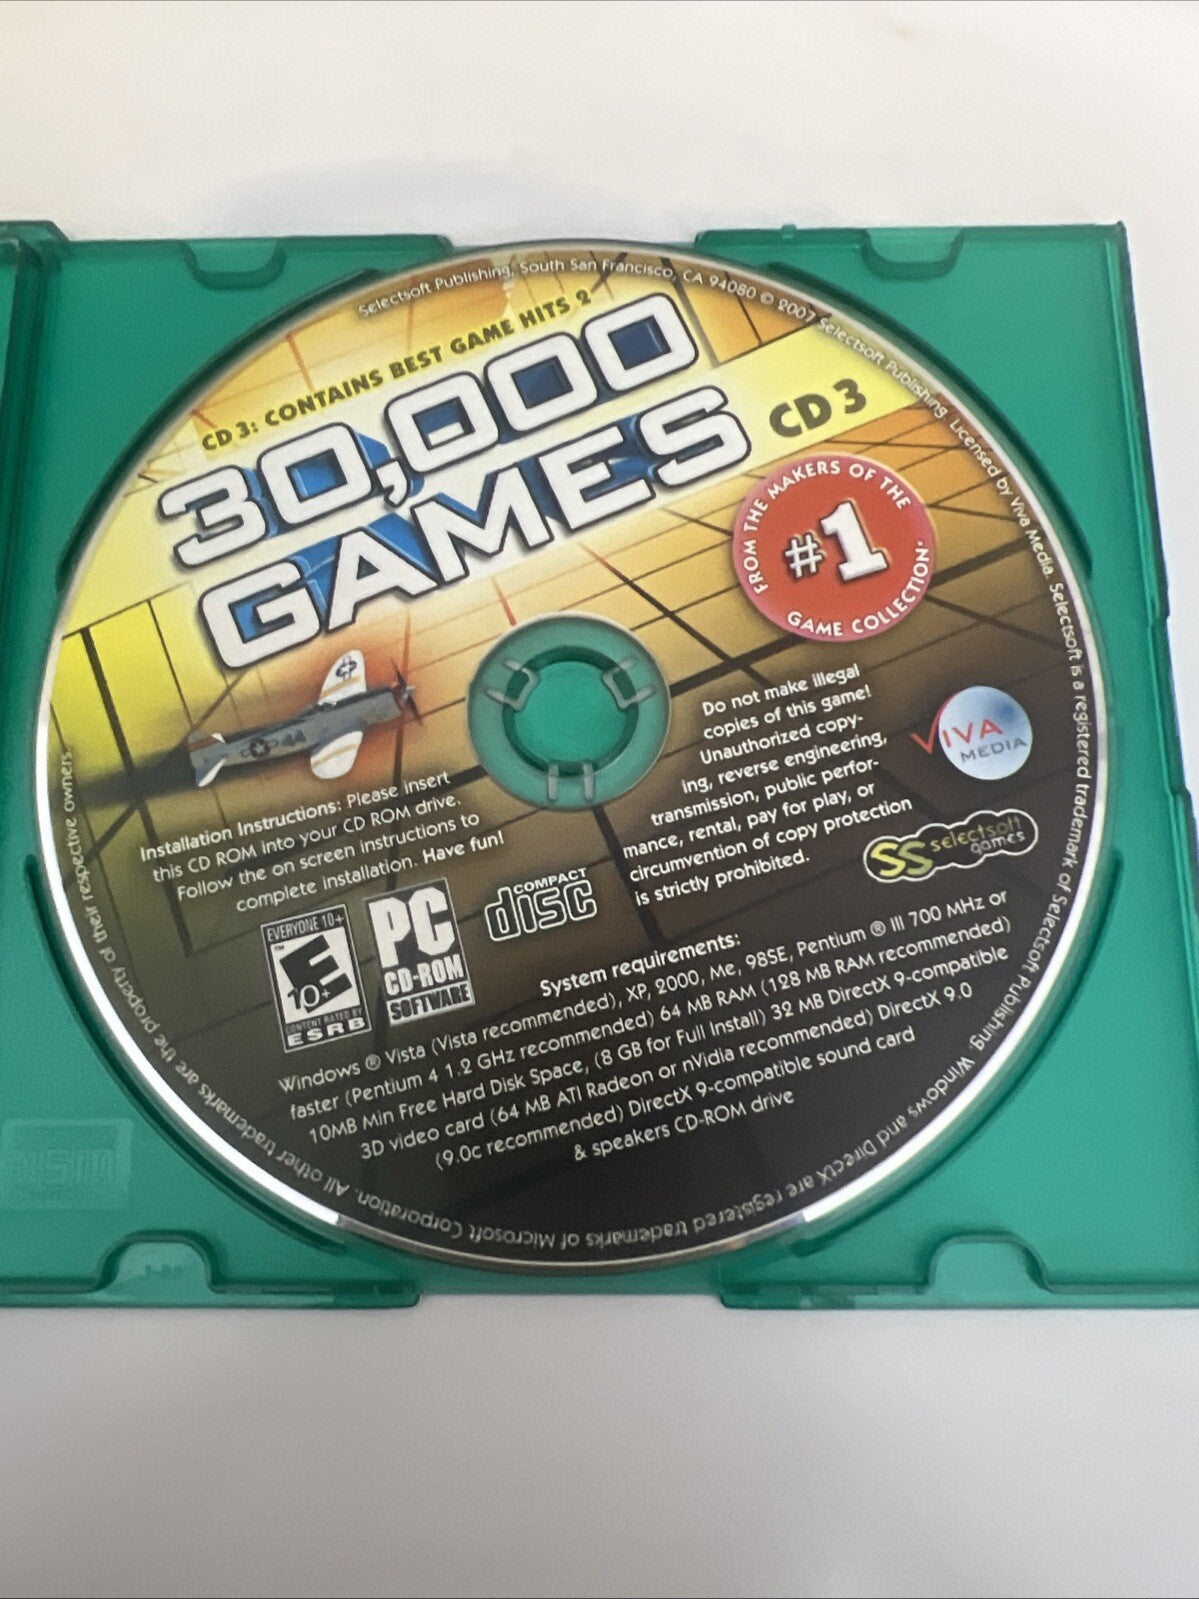 Selectsoft Publishing, South San Francisco, CA 94080 © 2007 Selectsoft Publishing. Licensed by Viva Media. Selectsoft is a registered trademark of Selectsoft Publishing. Windows and DirectX are registered trademarks of Microsoft Corporation. All other trademarks are the property of their respective owners.
CD 3: CONTAINS BEST GAME HITS 2
30,000
GAMES
CD 3
FROM THE MAKERS OF THE
#1
GAME COLLECTION
44
Installation Instructions: Please insert
this CD ROM into your CD ROM drive.
Follow the on screen instructions to
complete installation. Have fun!
Do not make illegal
copies of this game!
Unauthorized copy-
ing, reverse engineering,
transmission, public perfor-
mance, rental, pay for play, or
circumvention of copy protection
is strictly prohibited.
VIVA
MEDIA
SS selectsoft
games
EVERYONE 10+
E
10+
CONTENT RATED BY
ESRB
PC
CD-ROM
SOFTWARE
COMPACT
disc
System requirements:
Windows ® Vista (Vista recommended), XP, 2000, Me, 98SE, Pentium ® III 700 MHz or
faster (Pentium 4 1.2 GHz recommended) 64 MB RAM (128 MB RAM recommended)
10MB Min Free Hard Disk Space, (8 GB for Full Install) 32 MB DirectX 9-compatible
3D video card (64 MB ATI Radeon or nVidia recommended) DirectX 9.0
(9.0c recommended) DirectX 9-compatible sound card
& speakers CD-ROM drive